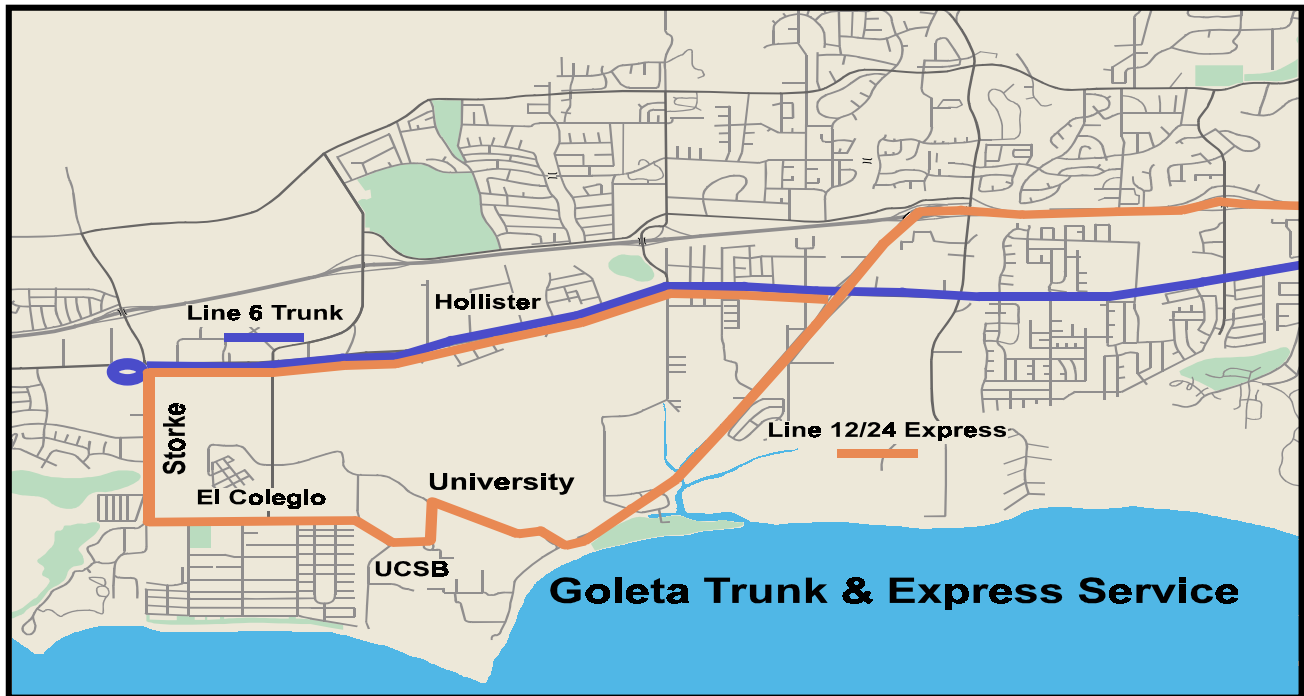 Hollister
Line 6 Trunk
Storke
Line 12/24 Express
University
El Coleglo
UCSB
Goleta Trunk & Express Service